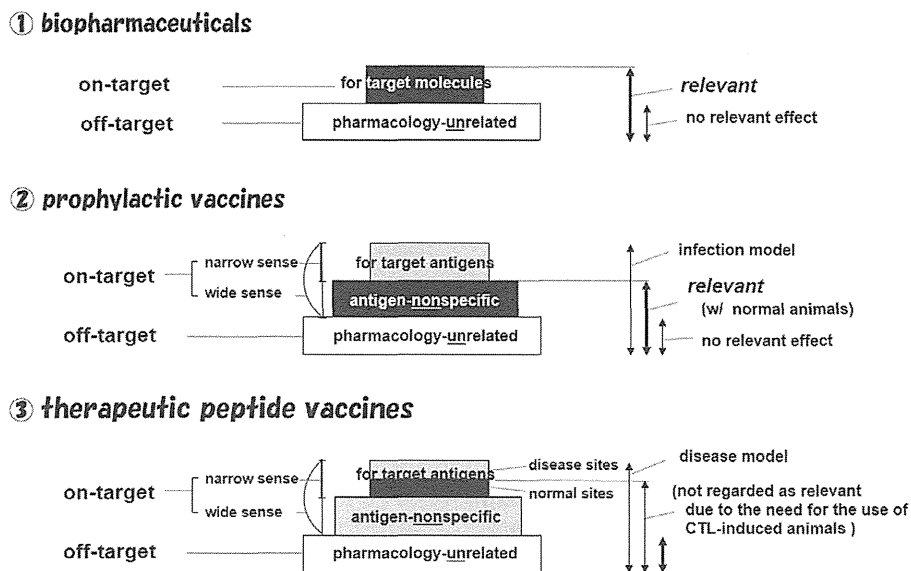 ① biopharmaceuticals
on-target
for target molecules
relevant
off-target
pharmacology-unrelated
no relevant effect
② prophylactic vaccines
infection model
on-target
narrow sense
for target antigens
relevant
wide sense
antigen-nonspecific
(w/ normal animals)
off-target
pharmacology-unrelated
no relevant effect
③ therapeutic peptide vaccines
disease model
on-target
narrow sense
for target antigens
disease sites
normal sites
(not regarded as relevant
due to the need for the use of
CTL-induced animals )
wide sense
antigen-nonspecific
off-target
pharmacology-unrelated